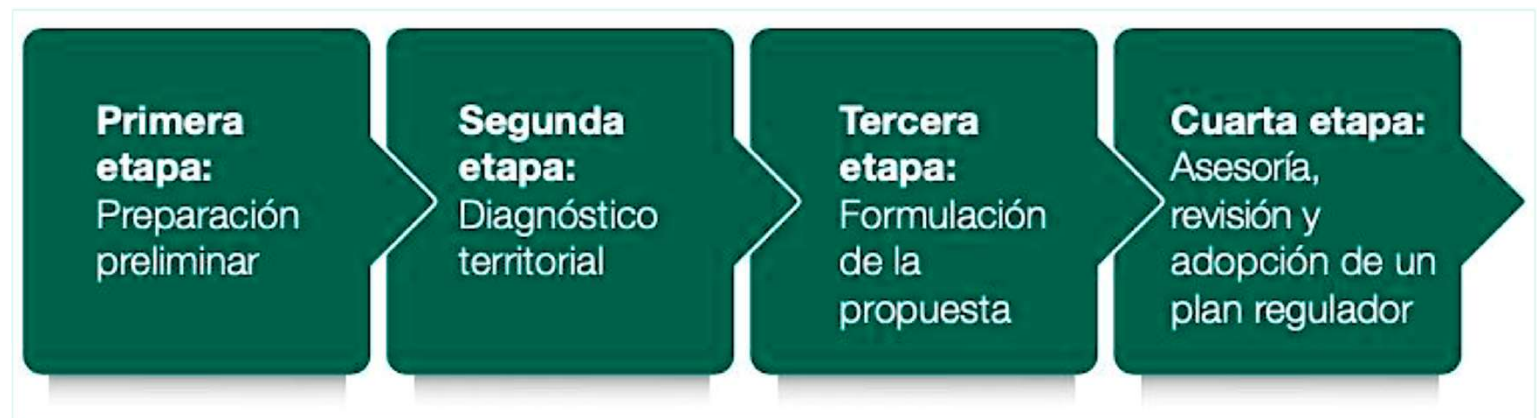 Primera
etapa:
Preparación
preliminar
Segunda
etapa:
Diagnóstico
territorial
Tercera
etapa:
Formulación
de la
propuesta
Cuarta etapa:
Asesoría,
revisión y
adopción de un
plan regulador